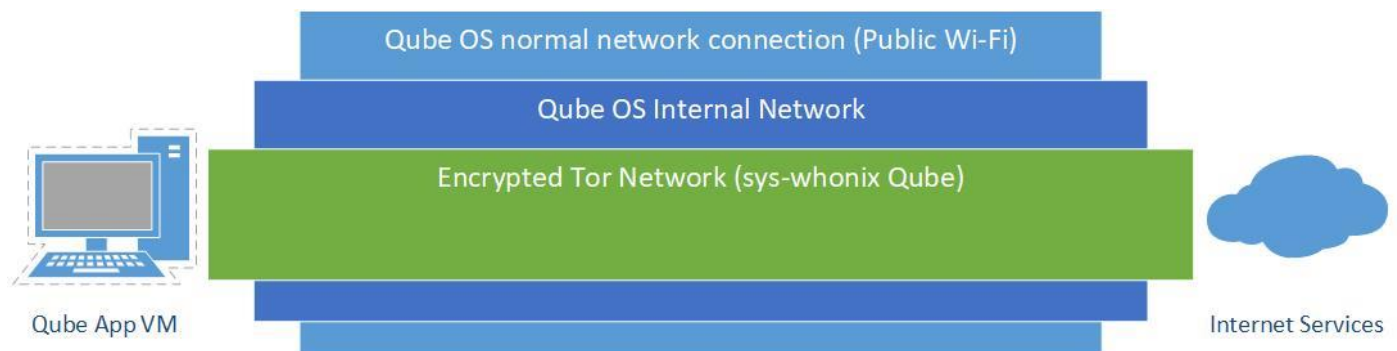 Qube OS normal network connection (Public Wi-Fi)
Qube OS Internal Network
Encrypted Tor Network (sys-whonix Qube)
Qube App VM
Internet Services